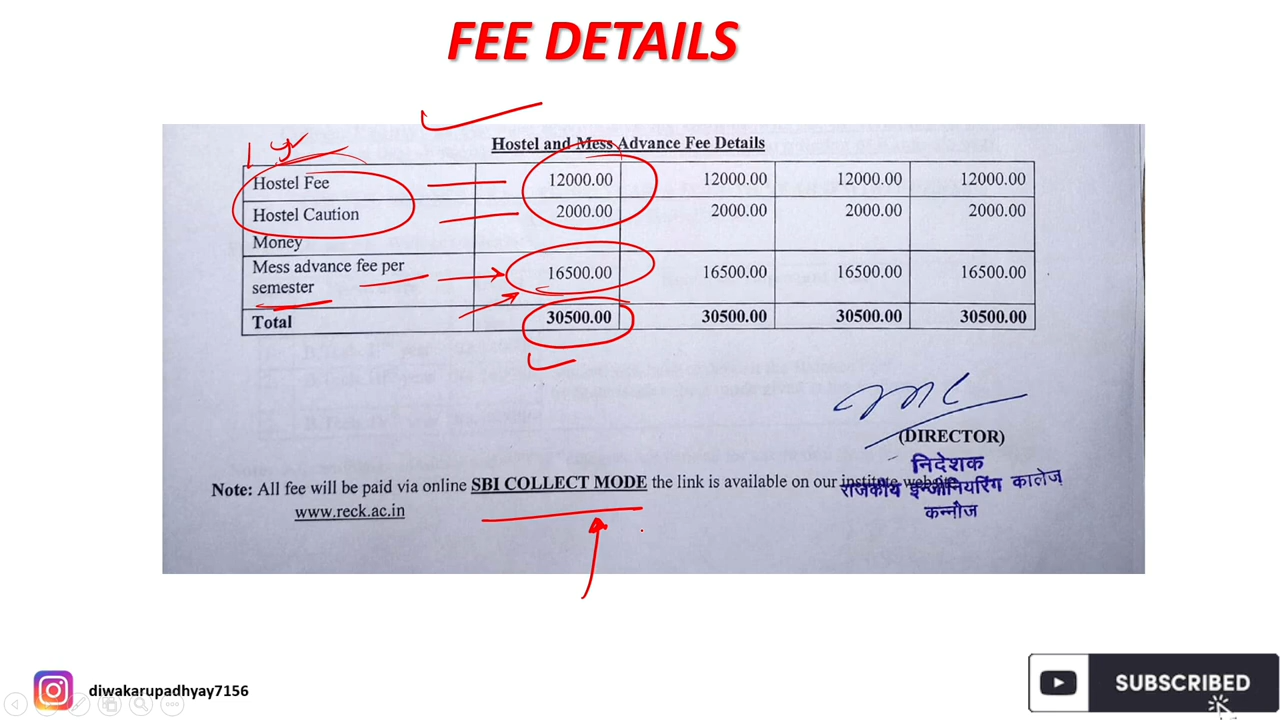 FEE DETAILS
1 yr
Hostel and Mess Advance Fee Details
Hostel Fee 12000.00 12000.00 12000.00 12000.00
Hostel Caution 2000.00 2000.00 2000.00 2000.00
Money
Mess advance fee per 16500.00 16500.00 16500.00 16500.00
semester
Total 30500.00 30500.00 30500.00 30500.00
(DIRECTOR)
निदेशक
Note: All fee will be paid via online SBI COLLECT MODE the link is available on our institute website
राजकीय इन्जीनियरिंग कालेज
www.reck.ac.in
कन्नौज
diwakarupadhyay7156
SUBSCRIBED